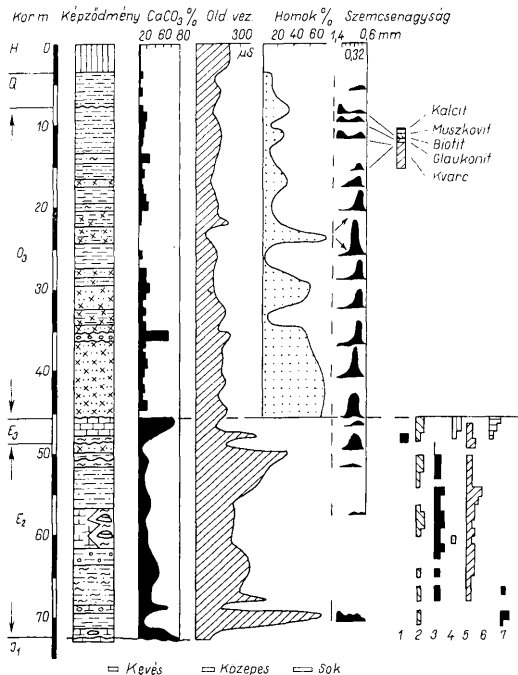 Kor m Képződmény CaCO3 % Old vez. Homok % Szemcsenagyság
20 60 80 300 20 40 60 1,4 0,6 mm
µS 0,32
H 0
Q
Kalcit
10 Muszkovit
Biotit
Glaukonit
Kvarc
20
O3
30
40
E3
50
E2
60
70
J1
1 2 3 4 5 6 7
Kevés Közepes Sok